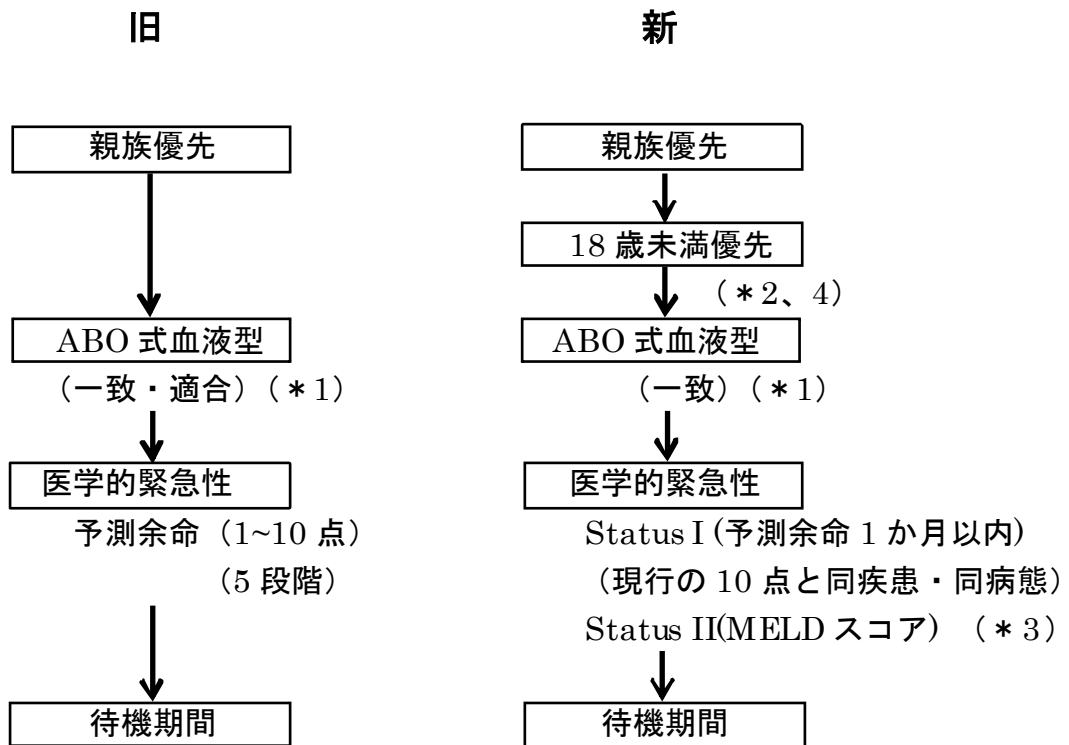 旧
親族優先
ABO 式血液型
（一致・適合）（＊1）
医学的緊急性
予測余命（1~10 点）
（5 段階）
待機期間
新
親族優先
18 歳未満優先
（＊2、4）
ABO 式血液型
（一致）（＊1）
医学的緊急性
Status I (予測余命 1 か月以内)
（現行の 10 点と同疾患・同病態）
Status II(MELD スコア) （＊3）
待機期間